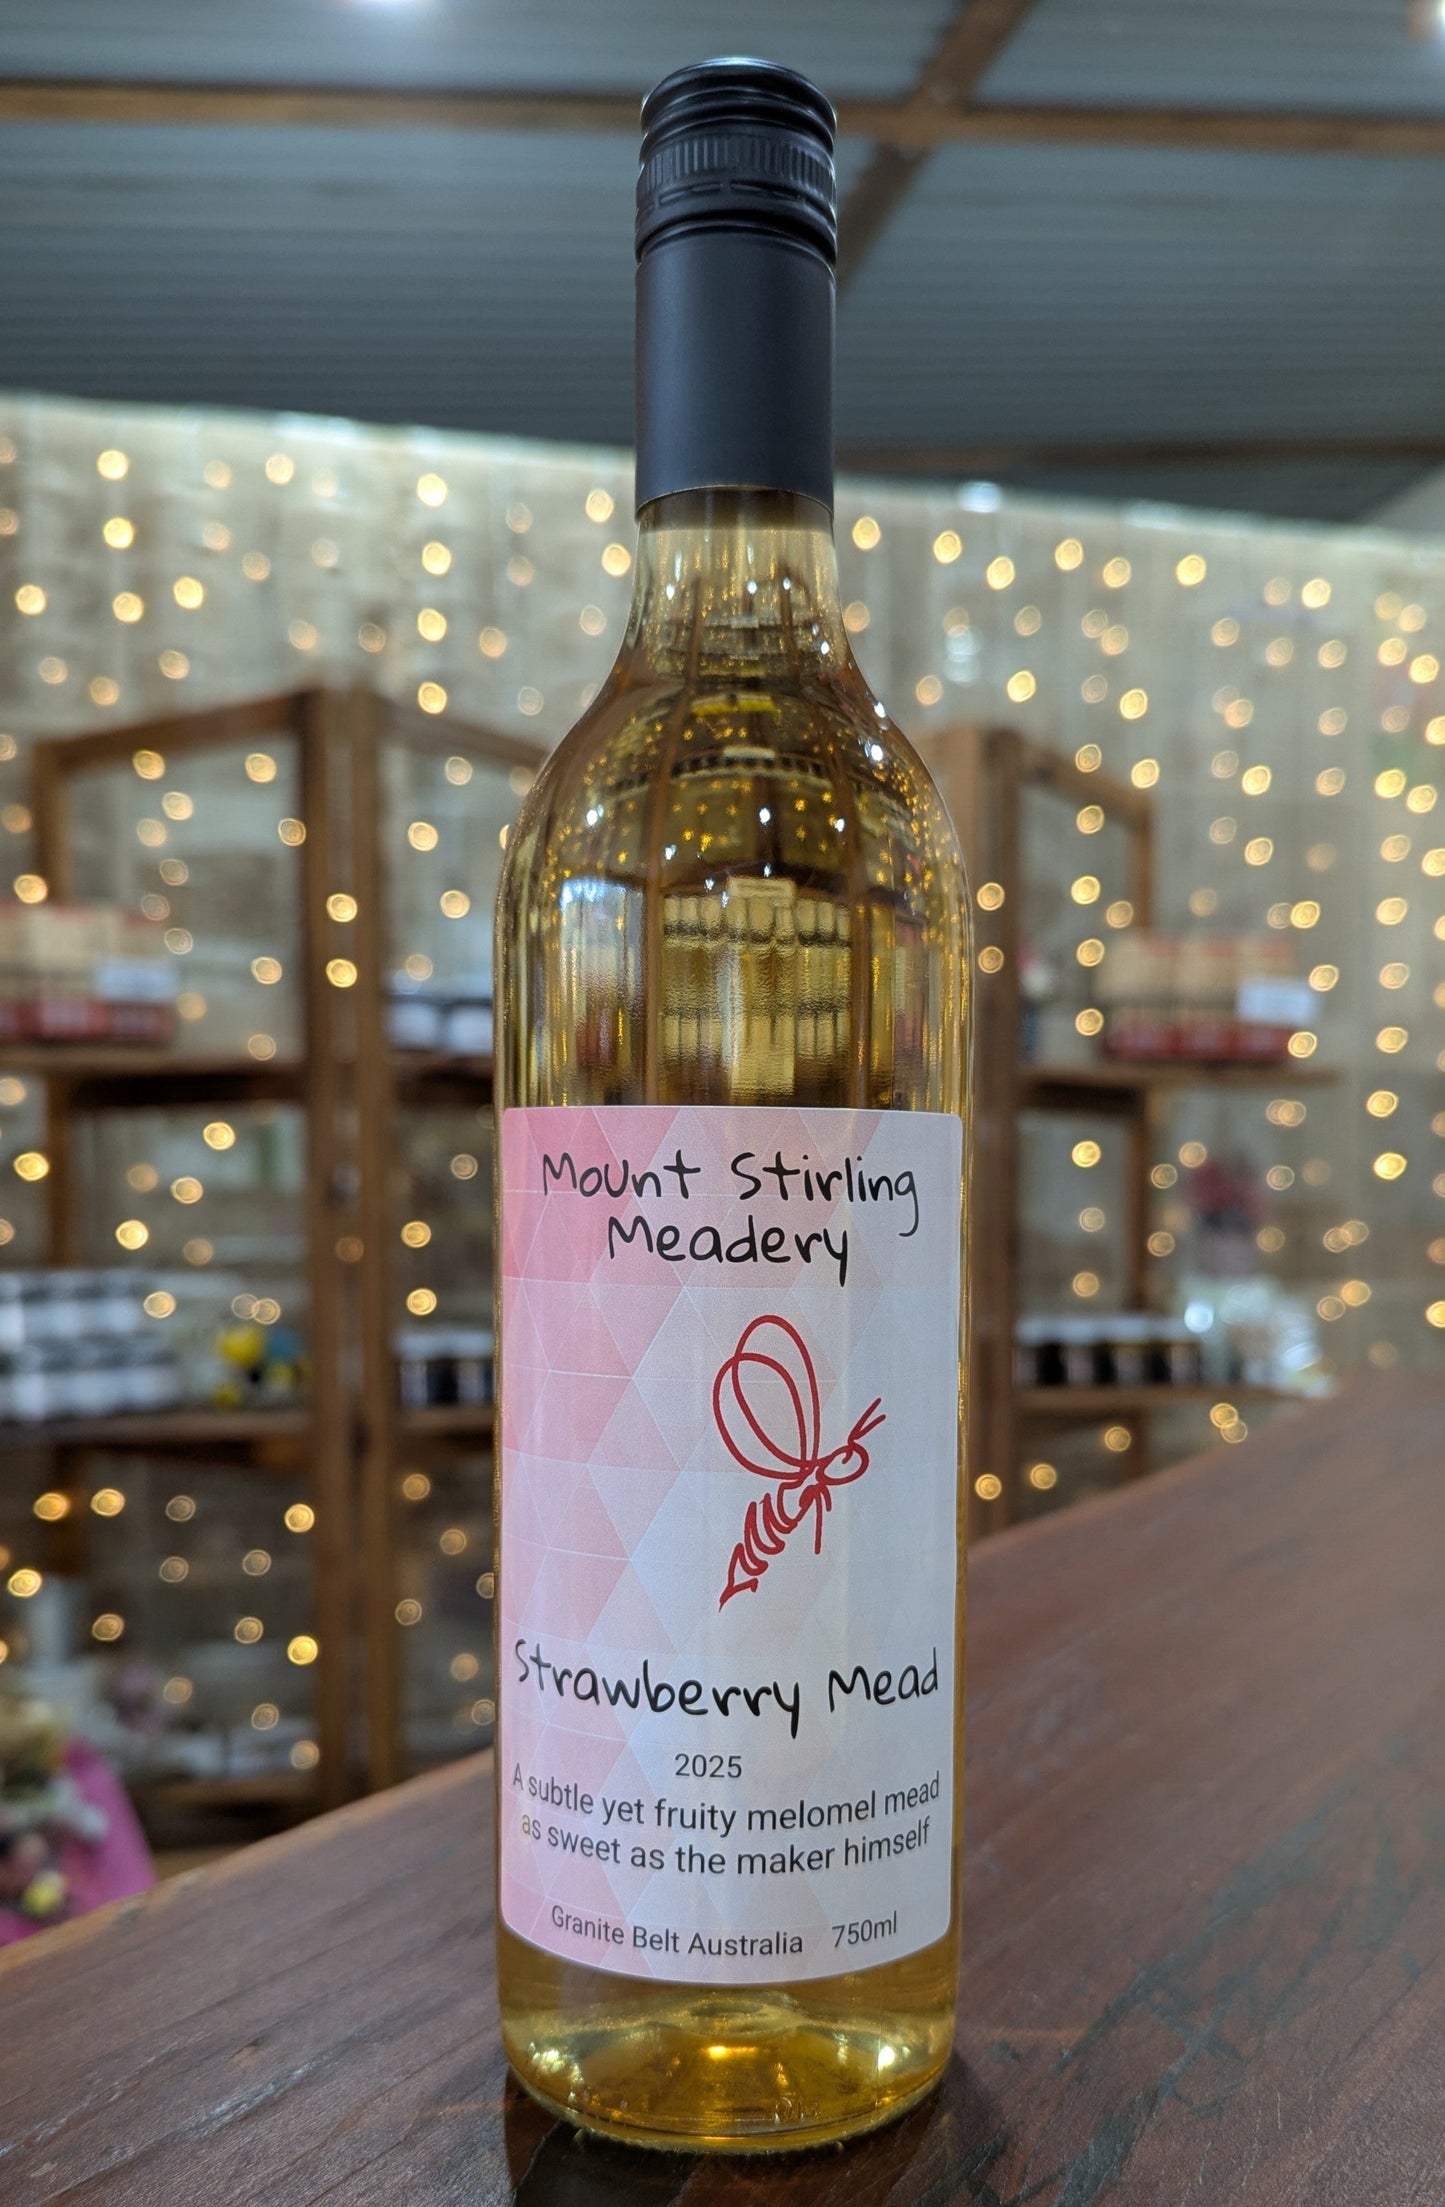 Mount Stirling
Meadery
Strawberry Mead
2025
A subtle yet fruity melomel mead
as sweet as the maker himself
Granite Belt Australia 750ml